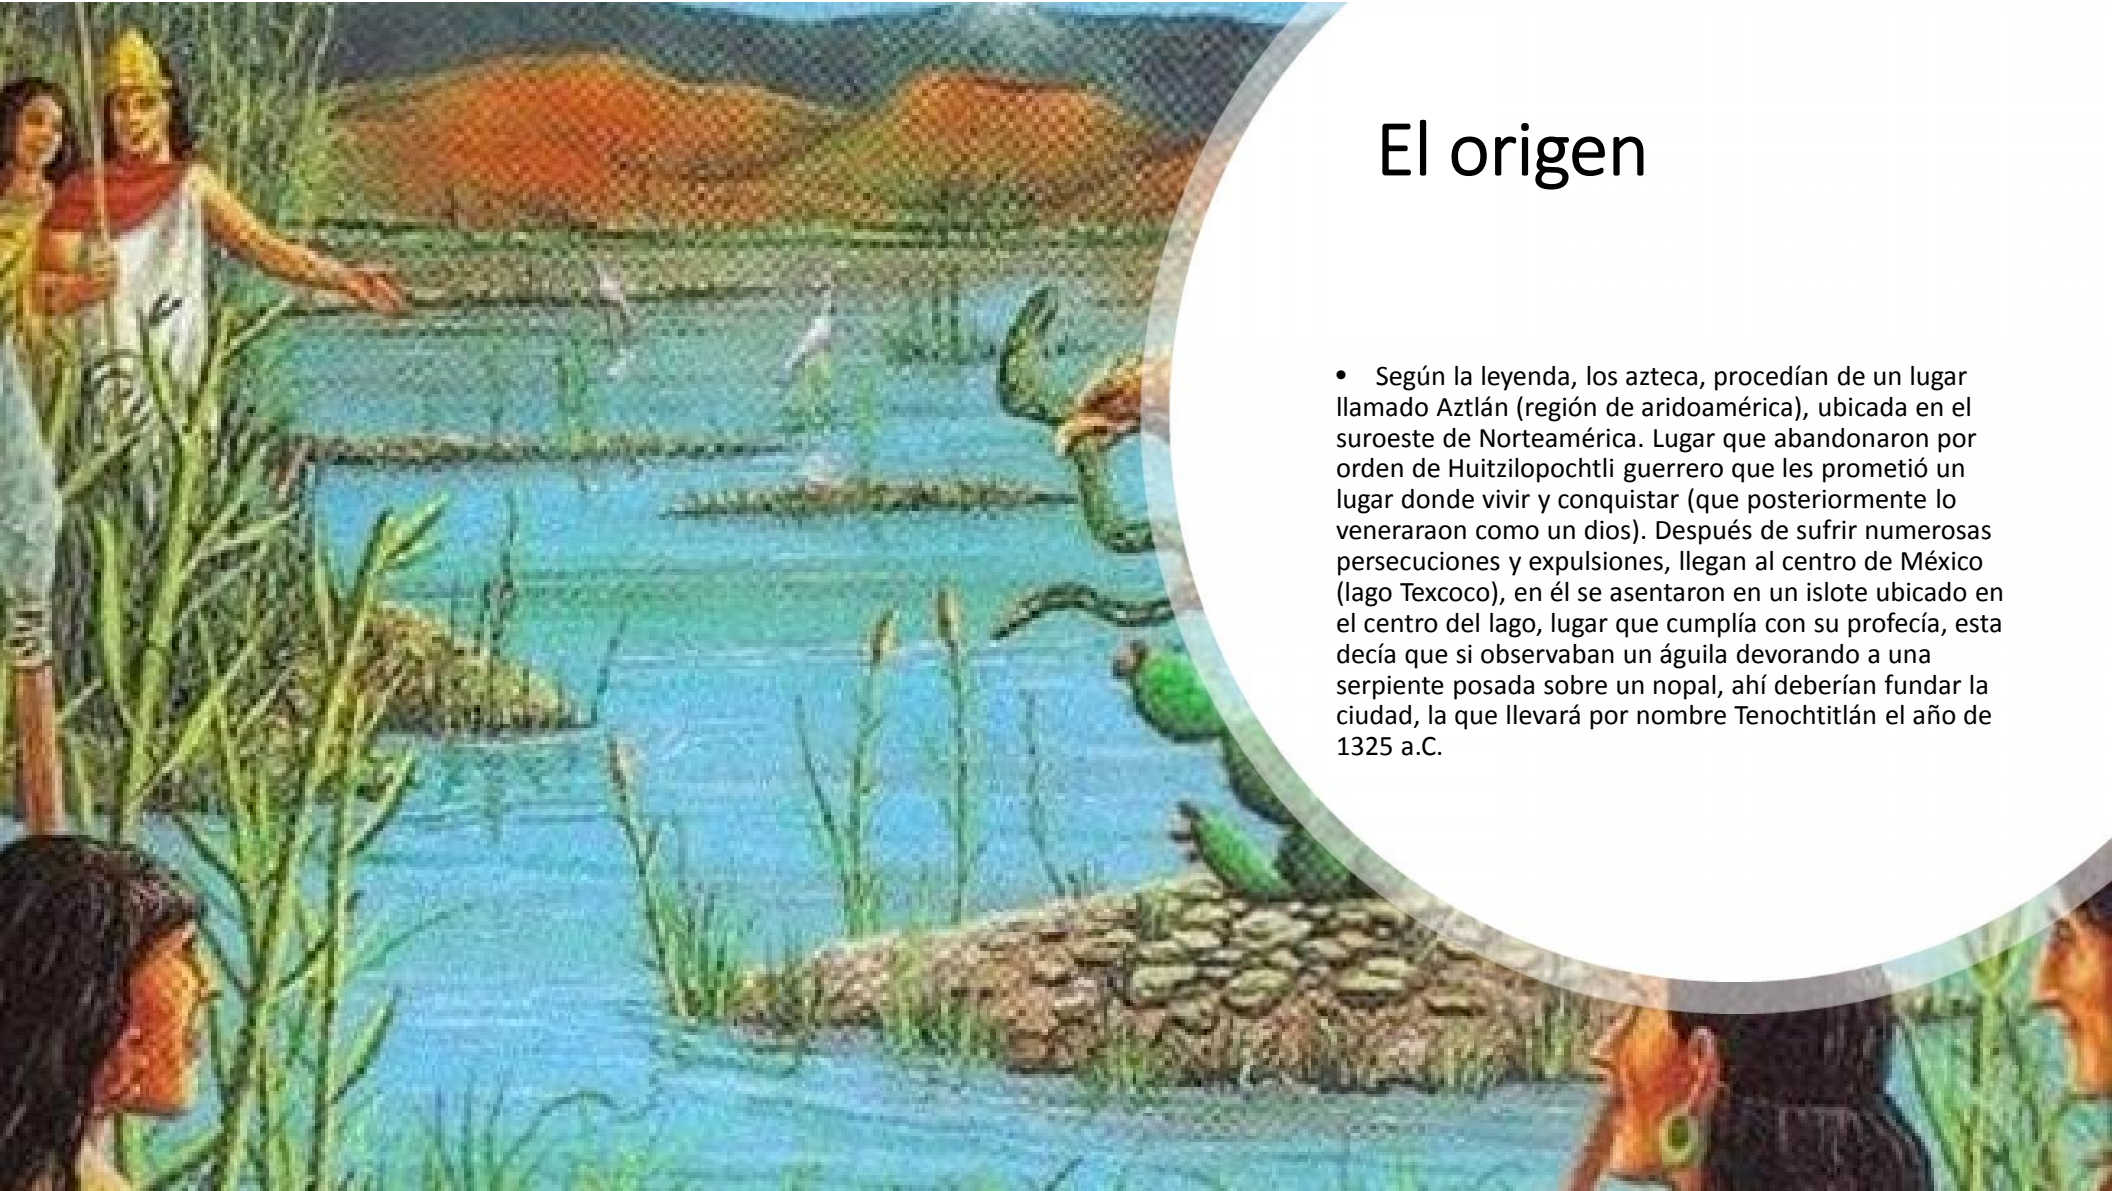 El origen
• Según la leyenda, los azteca, procedían de un lugar
llamado Aztlán (región de aridoamérica), ubicada en el
suroeste de Norteamérica. Lugar que abandonaron por
orden de Huitzilopochtli guerrero que les prometió un
lugar donde vivir y conquistar (que posteriormente lo
veneraraon como un dios). Después de sufrir numerosas
persecuciones y expulsiones, llegan al centro de México
(lago Texcoco), en él se asentaron en un islote ubicado en
el centro del lago, lugar que cumplía con su profecía, esta
decía que si observaban un águila devorando a una
serpiente posada sobre un nopal, ahí deberían fundar la
ciudad, la que llevará por nombre Tenochtitlán el año de
1325 a.C.